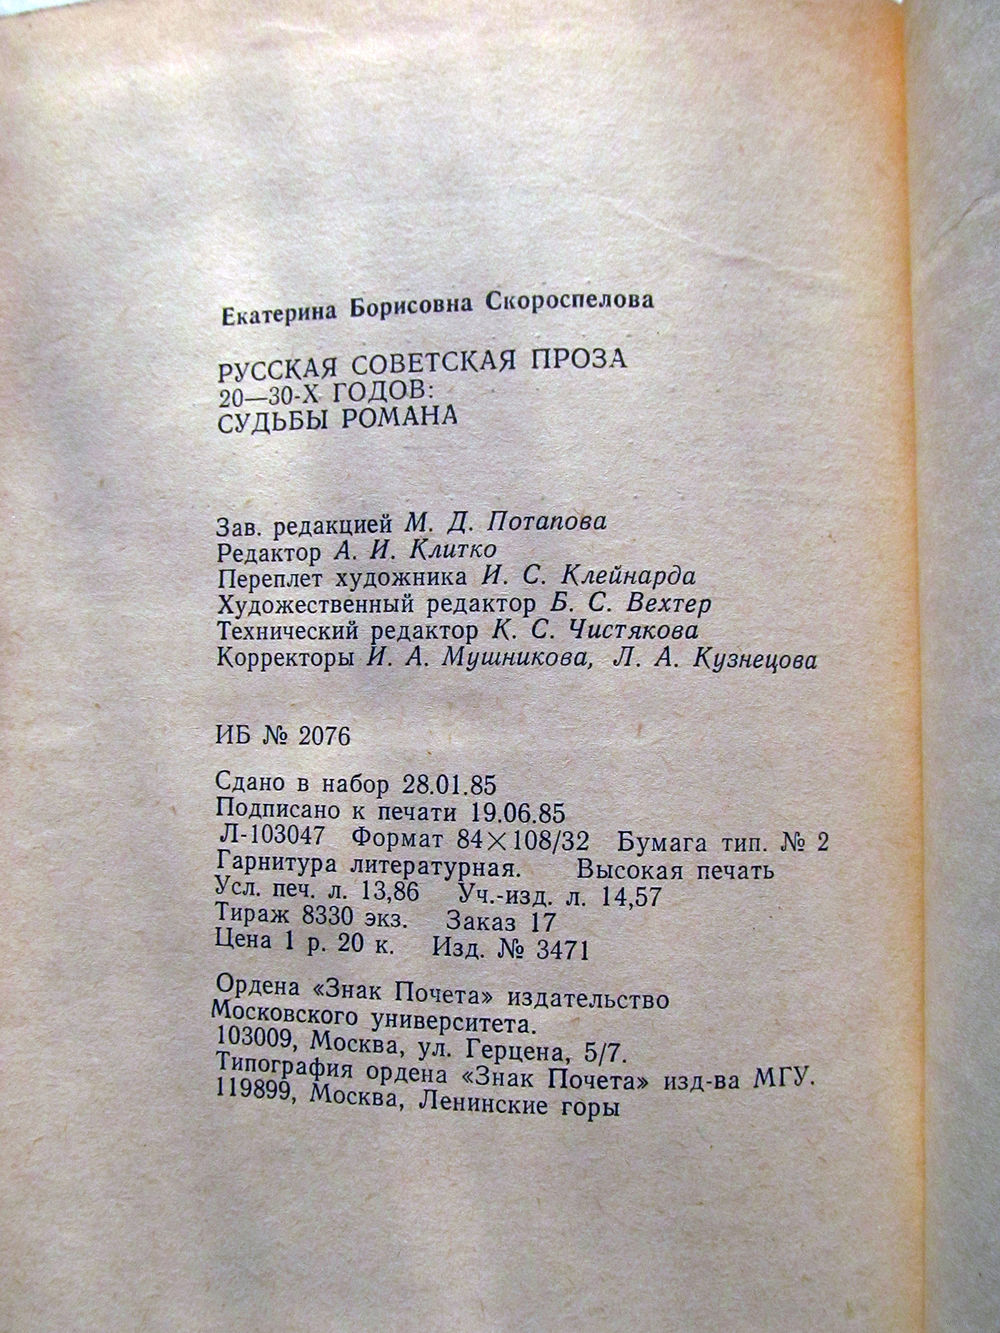 Екатерина Борисовна Скороспелова
РУССКАЯ СОВЕТСКАЯ ПРОЗА
20—30-Х ГОДОВ:
СУДЬБЫ РОМАНА
Зав. редакцией М. Д. Потапова
Редактор А. И. Клитко
Переплет художника И. С. Клейнарда
Художественный редактор Б. С. Вехтер
Технический редактор К. С. Чистякова
Корректоры И. А. Мушникова, Л. А. Кузнецова
ИБ № 2076
Сдано в набор 28.01.85
Подписано к печати 19.06.85
Л-103047 Формат 84×108/32 Бумага тип. № 2
Гарнитура литературная. Высокая печать
Усл. печ. л. 13,86 Уч.-изд. л. 14,57
Тираж 8330 экз. Заказ 17
Цена 1 р. 20 к. Изд. № 3471
Ордена «Знак Почета» издательство
Московского университета.
103009, Москва, ул. Герцена, 5/7.
Типография ордена «Знак Почета» изд-ва МГУ.
119899, Москва, Ленинские горы